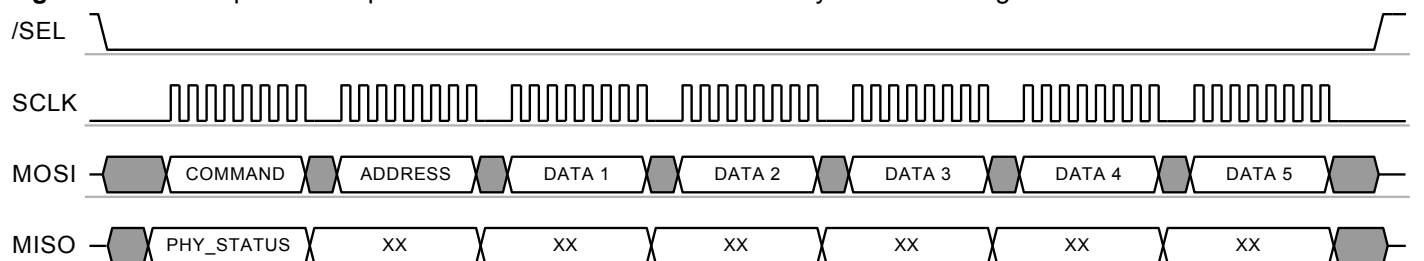 /SEL
SCLK
MOSI COMMAND ADDRESS DATA 1 DATA 2 DATA 3 DATA 4 DATA 5
MISO PHY_STATUS XX XX XX XX XX XX